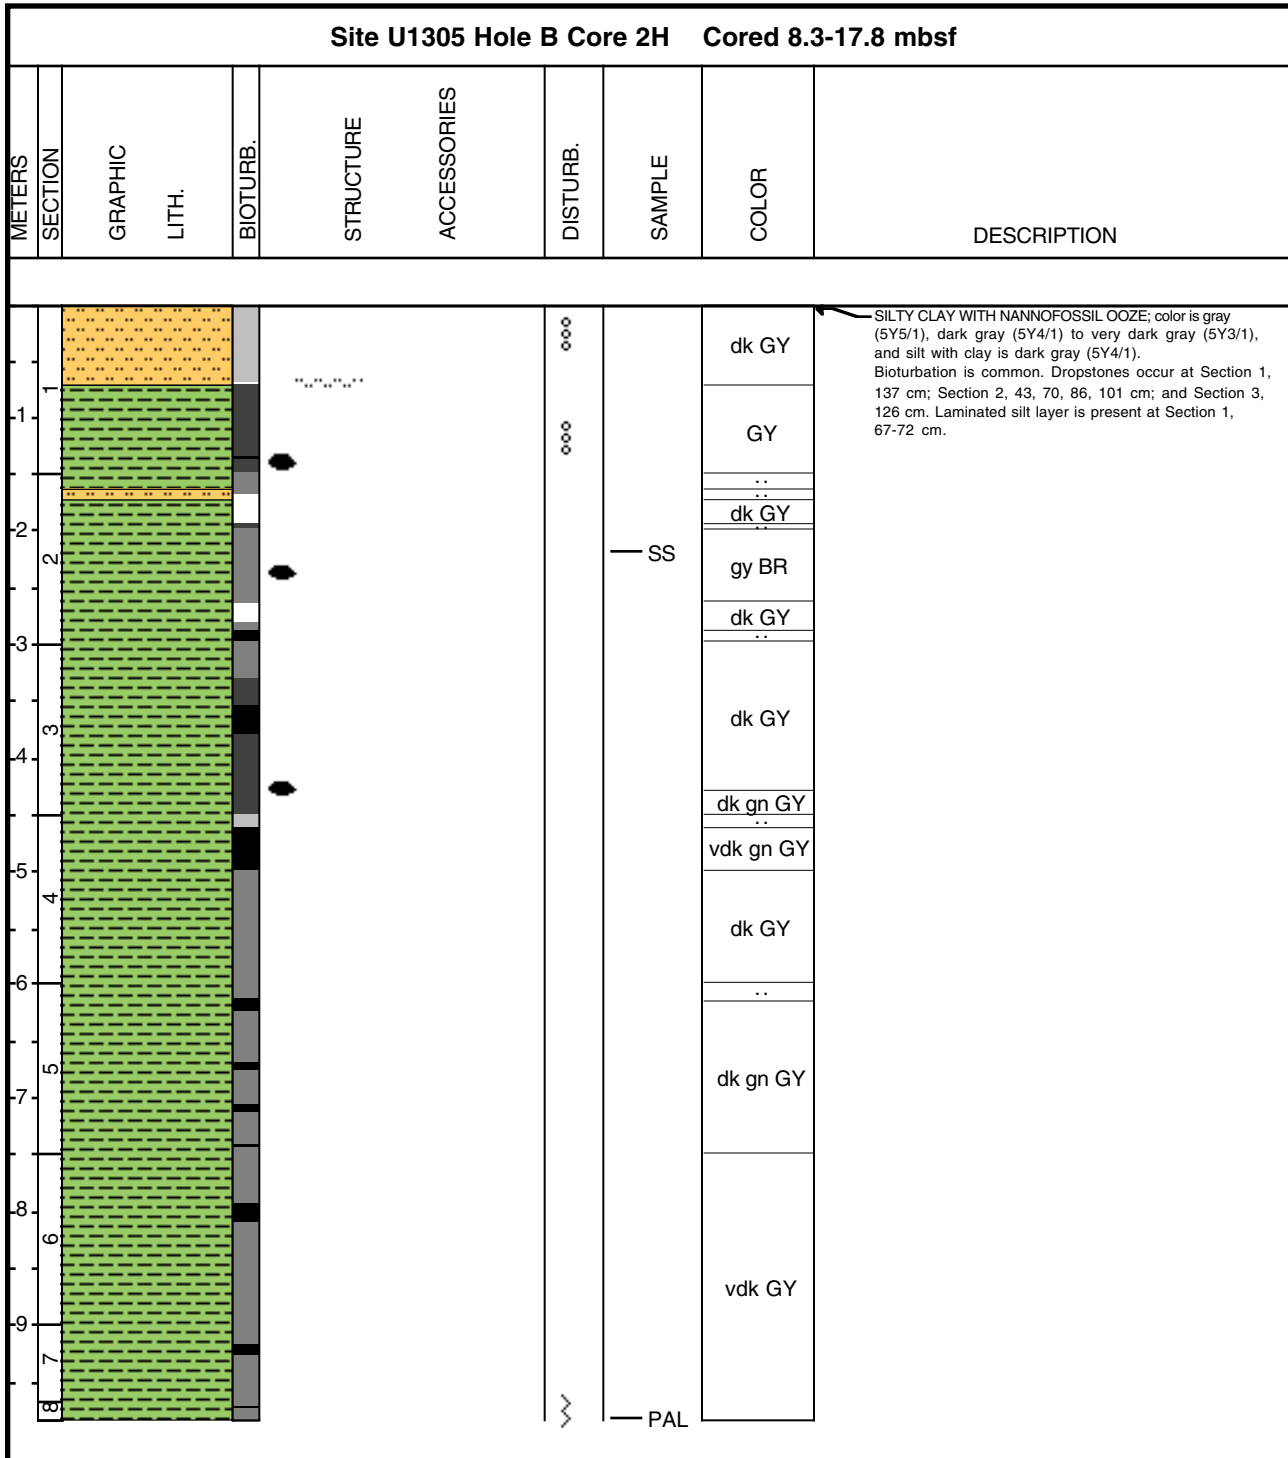 Site U1305 Hole B Core 2H Cored 8.3-17.8 mbsf
METERS
SECTION
GRAPHIC
LITH.
BIOTURB.
STRUCTURE
ACCESSORIES
DISTURB.
SAMPLE
COLOR
DESCRIPTION
SILTY CLAY WITH NANNOFOSSIL OOZE; color is gray
(5Y5/1), dark gray (5Y4/1) to very dark gray (5Y3/1),
and silt with clay is dark gray (5Y4/1).
Bioturbation is common. Dropstones occur at Section 1,
137 cm; Section 2, 43, 70, 86, 101 cm; and Section 3,
126 cm. Laminated silt layer is present at Section 1,
67-72 cm.
1
2
3
4
5
6
7
8
9
1
2
3
4
5
6
7
8
SS
PAL
dk GY
GY
. .
. .
dk GY
. .
gy BR
dk GY
. .
dk GY
dk gn GY
. .
vdk gn GY
dk GY
. .
dk gn GY
vdk GY